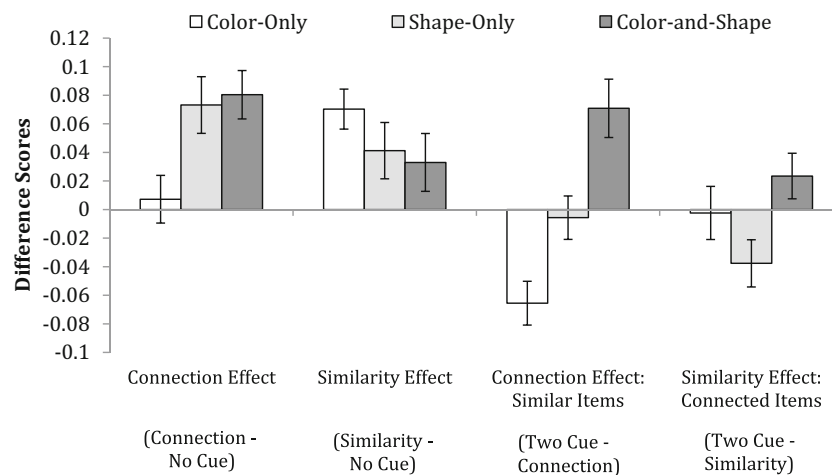 Color-Only Shape-Only Color-and-Shape
0.12
0.1
0.08
0.06
0.04
0.02
0
-0.02
-0.04
-0.06
-0.08
-0.1
Difference Scores
Connection Effect
(Connection -
No Cue)
Similarity Effect
(Similarity -
No Cue)
Connection Effect:
Similar Items
(Two Cue -
Connection)
Similarity Effect:
Connected Items
(Two Cue -
Similarity)